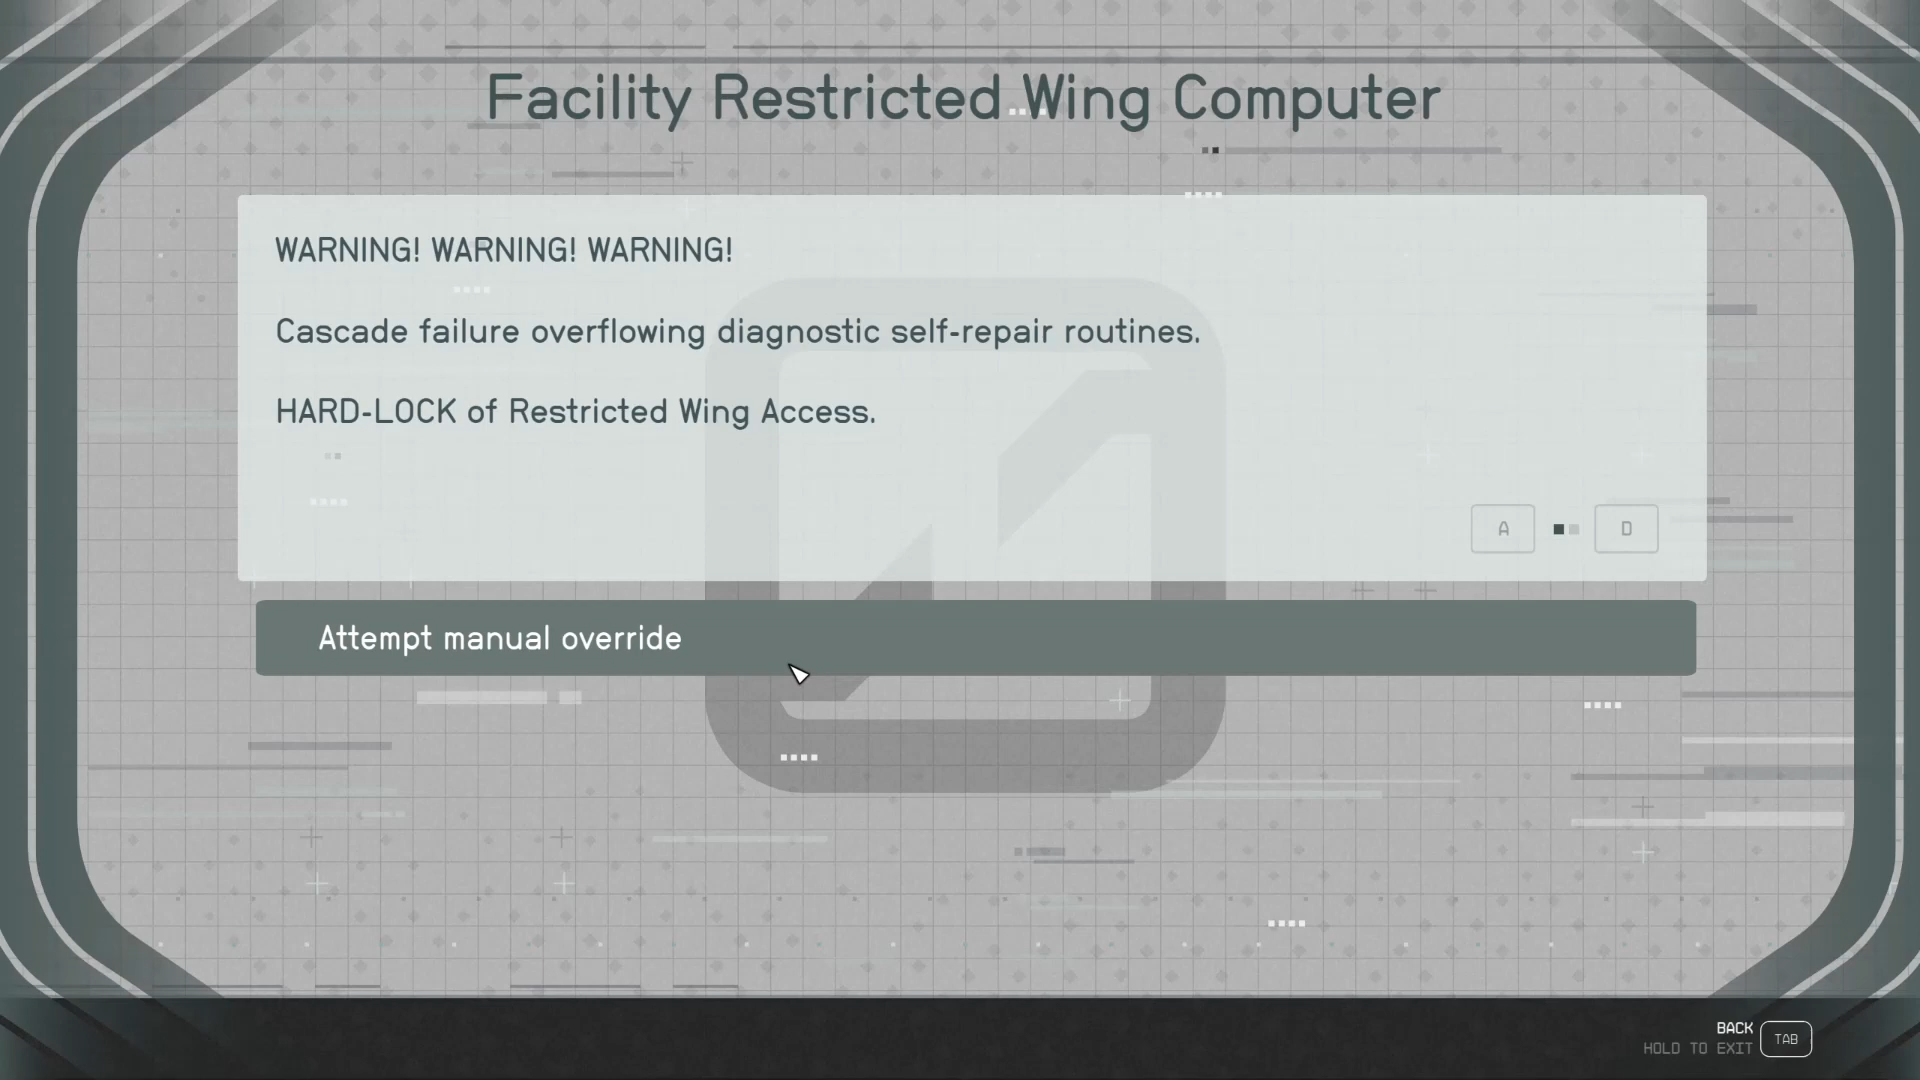 Facility Restricted Wing Computer
WARNING! WARNING! WARNING!
Cascade failure overflowing diagnostic self-repair routines.
HARD-LOCK of Restricted Wing Access.
A
D
Attempt manual override
BACK
HOLD TO EXIT
TAB